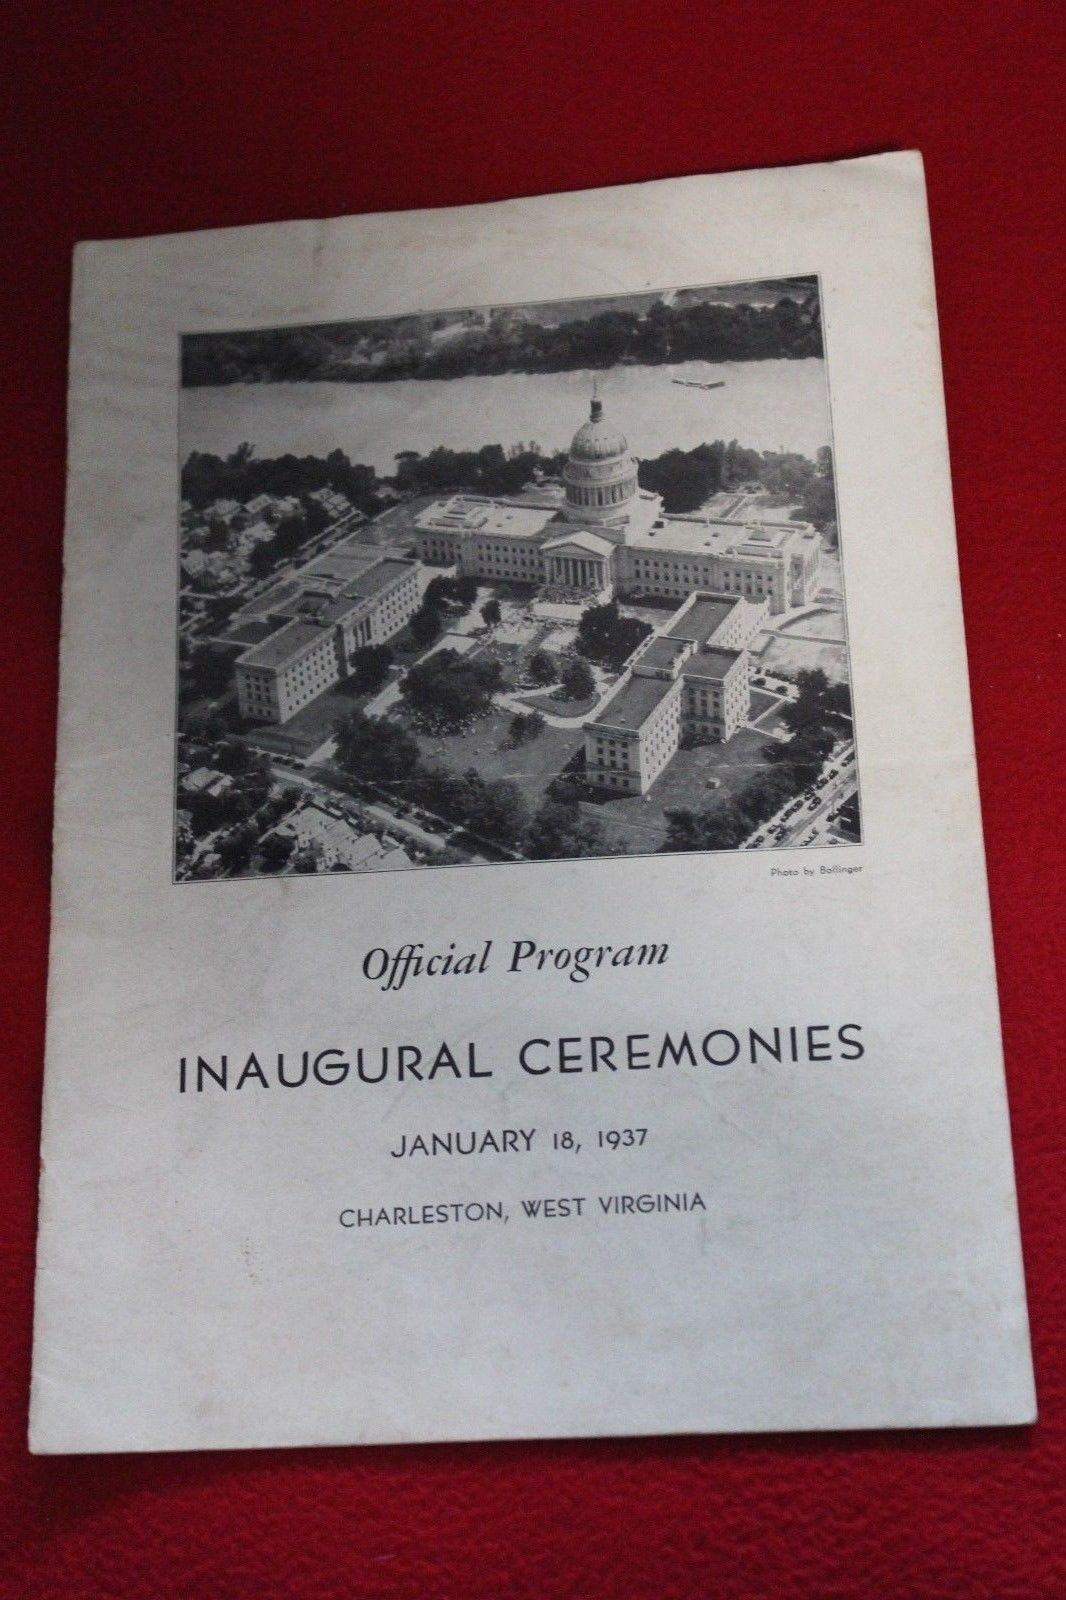 Photo by Bollinger
Official Program
INAUGURAL CEREMONIES
JANUARY 18, 1937
CHARLESTON, WEST VIRGINIA